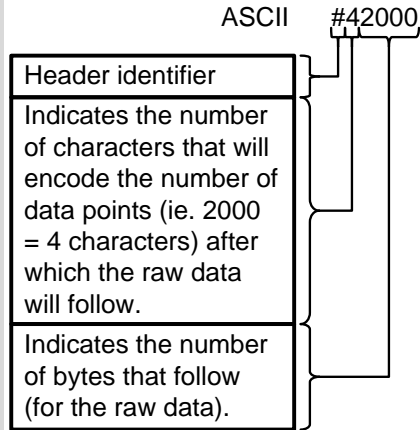 ASCII #42000
Header identifier
Indicates the number
of characters that will
encode the number of
data points (ie. 2000
= 4 characters) after
which the raw data
will follow.
Indicates the number
of bytes that follow
(for the raw data).